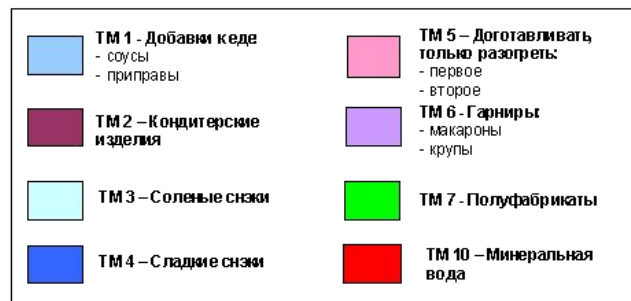 ТМ 1 - Добавки к еде:
- соусы
- приправы
ТМ 2 – Кондитерские
изделия
ТМ 3 – Соленые снэки
ТМ 4 – Сладкие снэки
ТМ 5 – Доготавливать,
только разогреть:
- первое
- второе
ТМ 6 - Гарниры:
- макароны
- крупы
ТМ 7 - Полуфабрикаты
ТМ 10 – Минеральная
вода